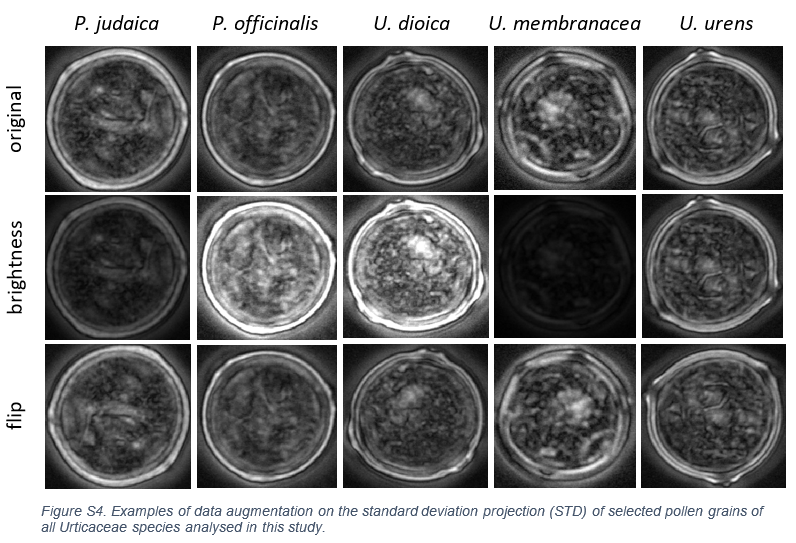 P. judaica P. officinalis U. dioica U. membranacea U. urens
original
brightness
flip
Figure S4. Examples of data augmentation on the standard deviation projection (STD) of selected pollen grains of
all Urticaceae species analysed in this study.